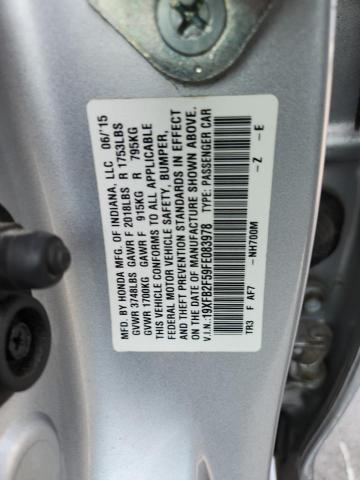 MFD. BY HONDA MFG. OF INDIANA, LLC 06/'15
GVWR 3748LBS GAWR F 2018LBS R 1753LBS
GVWR 1700KG GAWR F 915KG R 795KG
THIS VEHICLE CONFORMS TO ALL APPLICABLE
FEDERAL MOTOR VEHICLE SAFETY, BUMPER,
AND THEFT PREVENTION STANDARDS IN EFFECT
ON THE DATE OF MANUFACTURE SHOWN ABOVE.
V.I.N.:19XFB2F59FE083978 TYPE: PASSENGER CAR
TR3 F AF7 -NH700M -Z -E